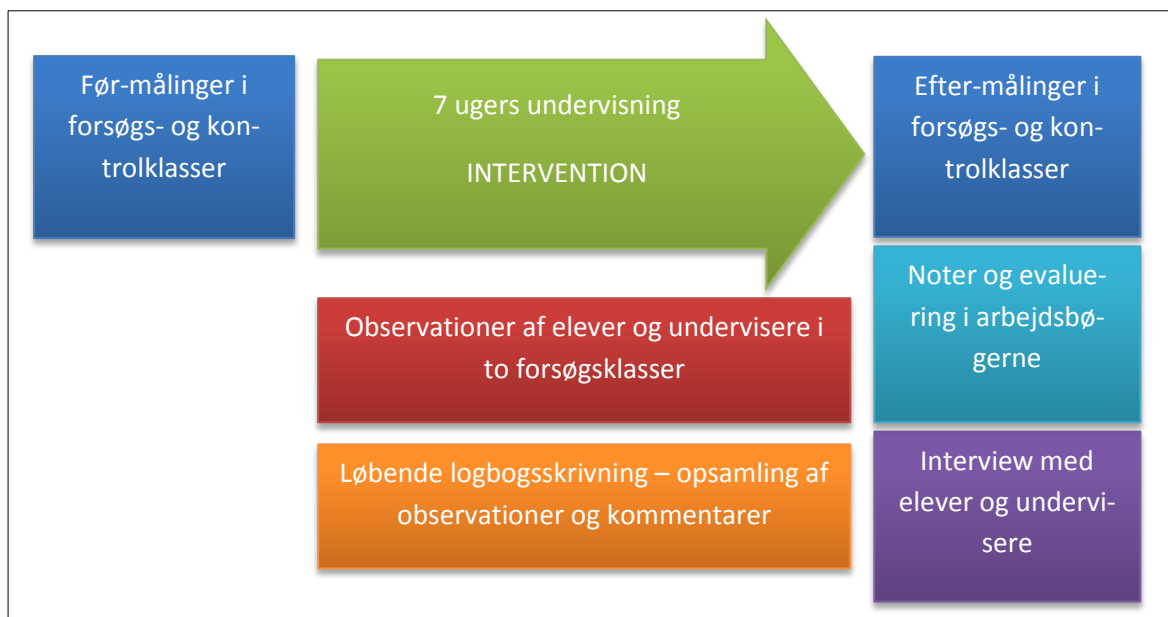 Før-målinger i
forsøgs- og kon-
trolklasser
7 ugers undervisning
INTERVENTION
Efter-målinger i
forsøgs- og kon-
trolklasser
Observationer af elever og undervisere i
to forsøgsklasser
Noter og evalue-
ring i arbejdsbø-
gerne
Løbende logbogsskrivning – opsamling af
observationer og kommentarer
Interview med
elever og undervi-
sere